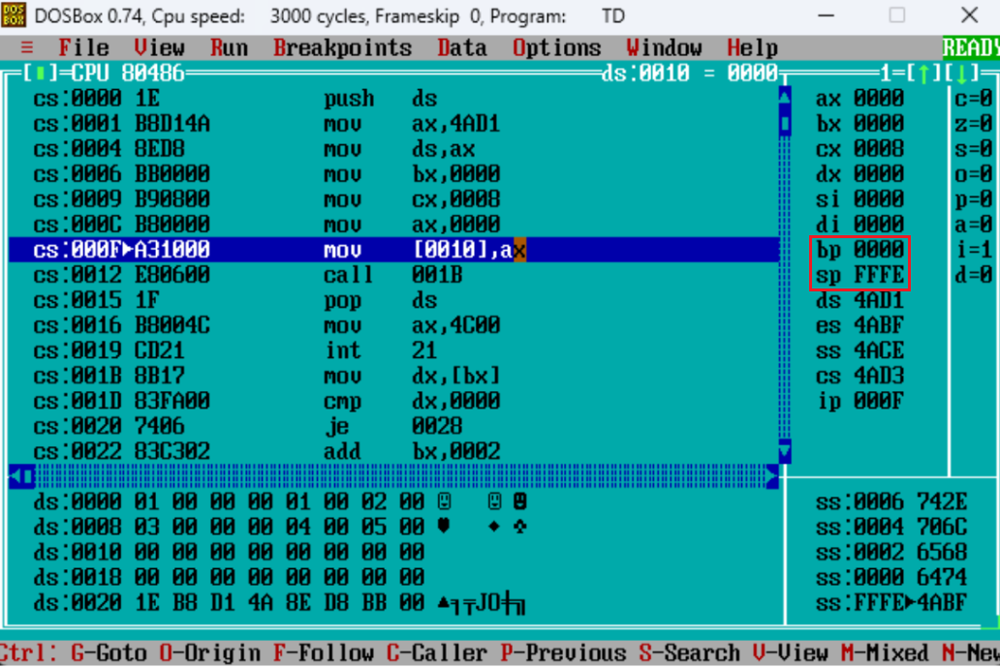 DOSBox 0.74, Cpu speed: 3000 cycles, Frameskip 0, Program: TD
≡ File View Run Breakpoints Data Options Window Help READY
[▮]=CPU 80486 ds:0010 = 0000 1=[↑][↓]
cs:0000 1E push ds ax 0000 c=0
cs:0001 B8D14A mov ax,4AD1 bx 0000 z=0
cs:0004 8ED8 mov ds,ax cx 0008 s=0
cs:0006 BB0000 mov bx,0000 dx 0000 o=0
cs:0009 B90800 mov cx,0008 si 0000 p=0
cs:000C B80000 mov ax,0000 di 0000 a=0
cs:000F▶A31000 mov [0010],ax bp 0000 i=1
cs:0012 E80600 call 001B sp FFFE d=0
cs:0015 1F pop ds ds 4AD1
cs:0016 B8004C mov ax,4C00 es 4ABF
cs:0019 CD21 int 21 ss 4ACE
cs:001B 8B17 mov dx,[bx] cs 4AD3
cs:001D 83FA00 cmp dx,0000 ip 000F
cs:0020 7406 je 0028
cs:0022 83C302 add bx,0002
ds:0000 01 00 00 00 01 00 02 00 ☺ ☺ ☻ ss:0006 742E
ds:0008 03 00 00 00 04 00 05 00 ♥ ♦ ♣ ss:0004 706C
ds:0010 00 00 00 00 00 00 00 00 ss:0002 6568
ds:0018 00 00 00 00 00 00 00 00 ss:0000 6474
ds:0020 1E B8 D1 4A 8E D8 BB 00 ▲╕╤JÄ╪╗ ss:FFFE▶4ABF
Ctrl: G-Goto O-Origin F-Follow C-Caller P-Previous S-Search V-View M-Mixed N-New